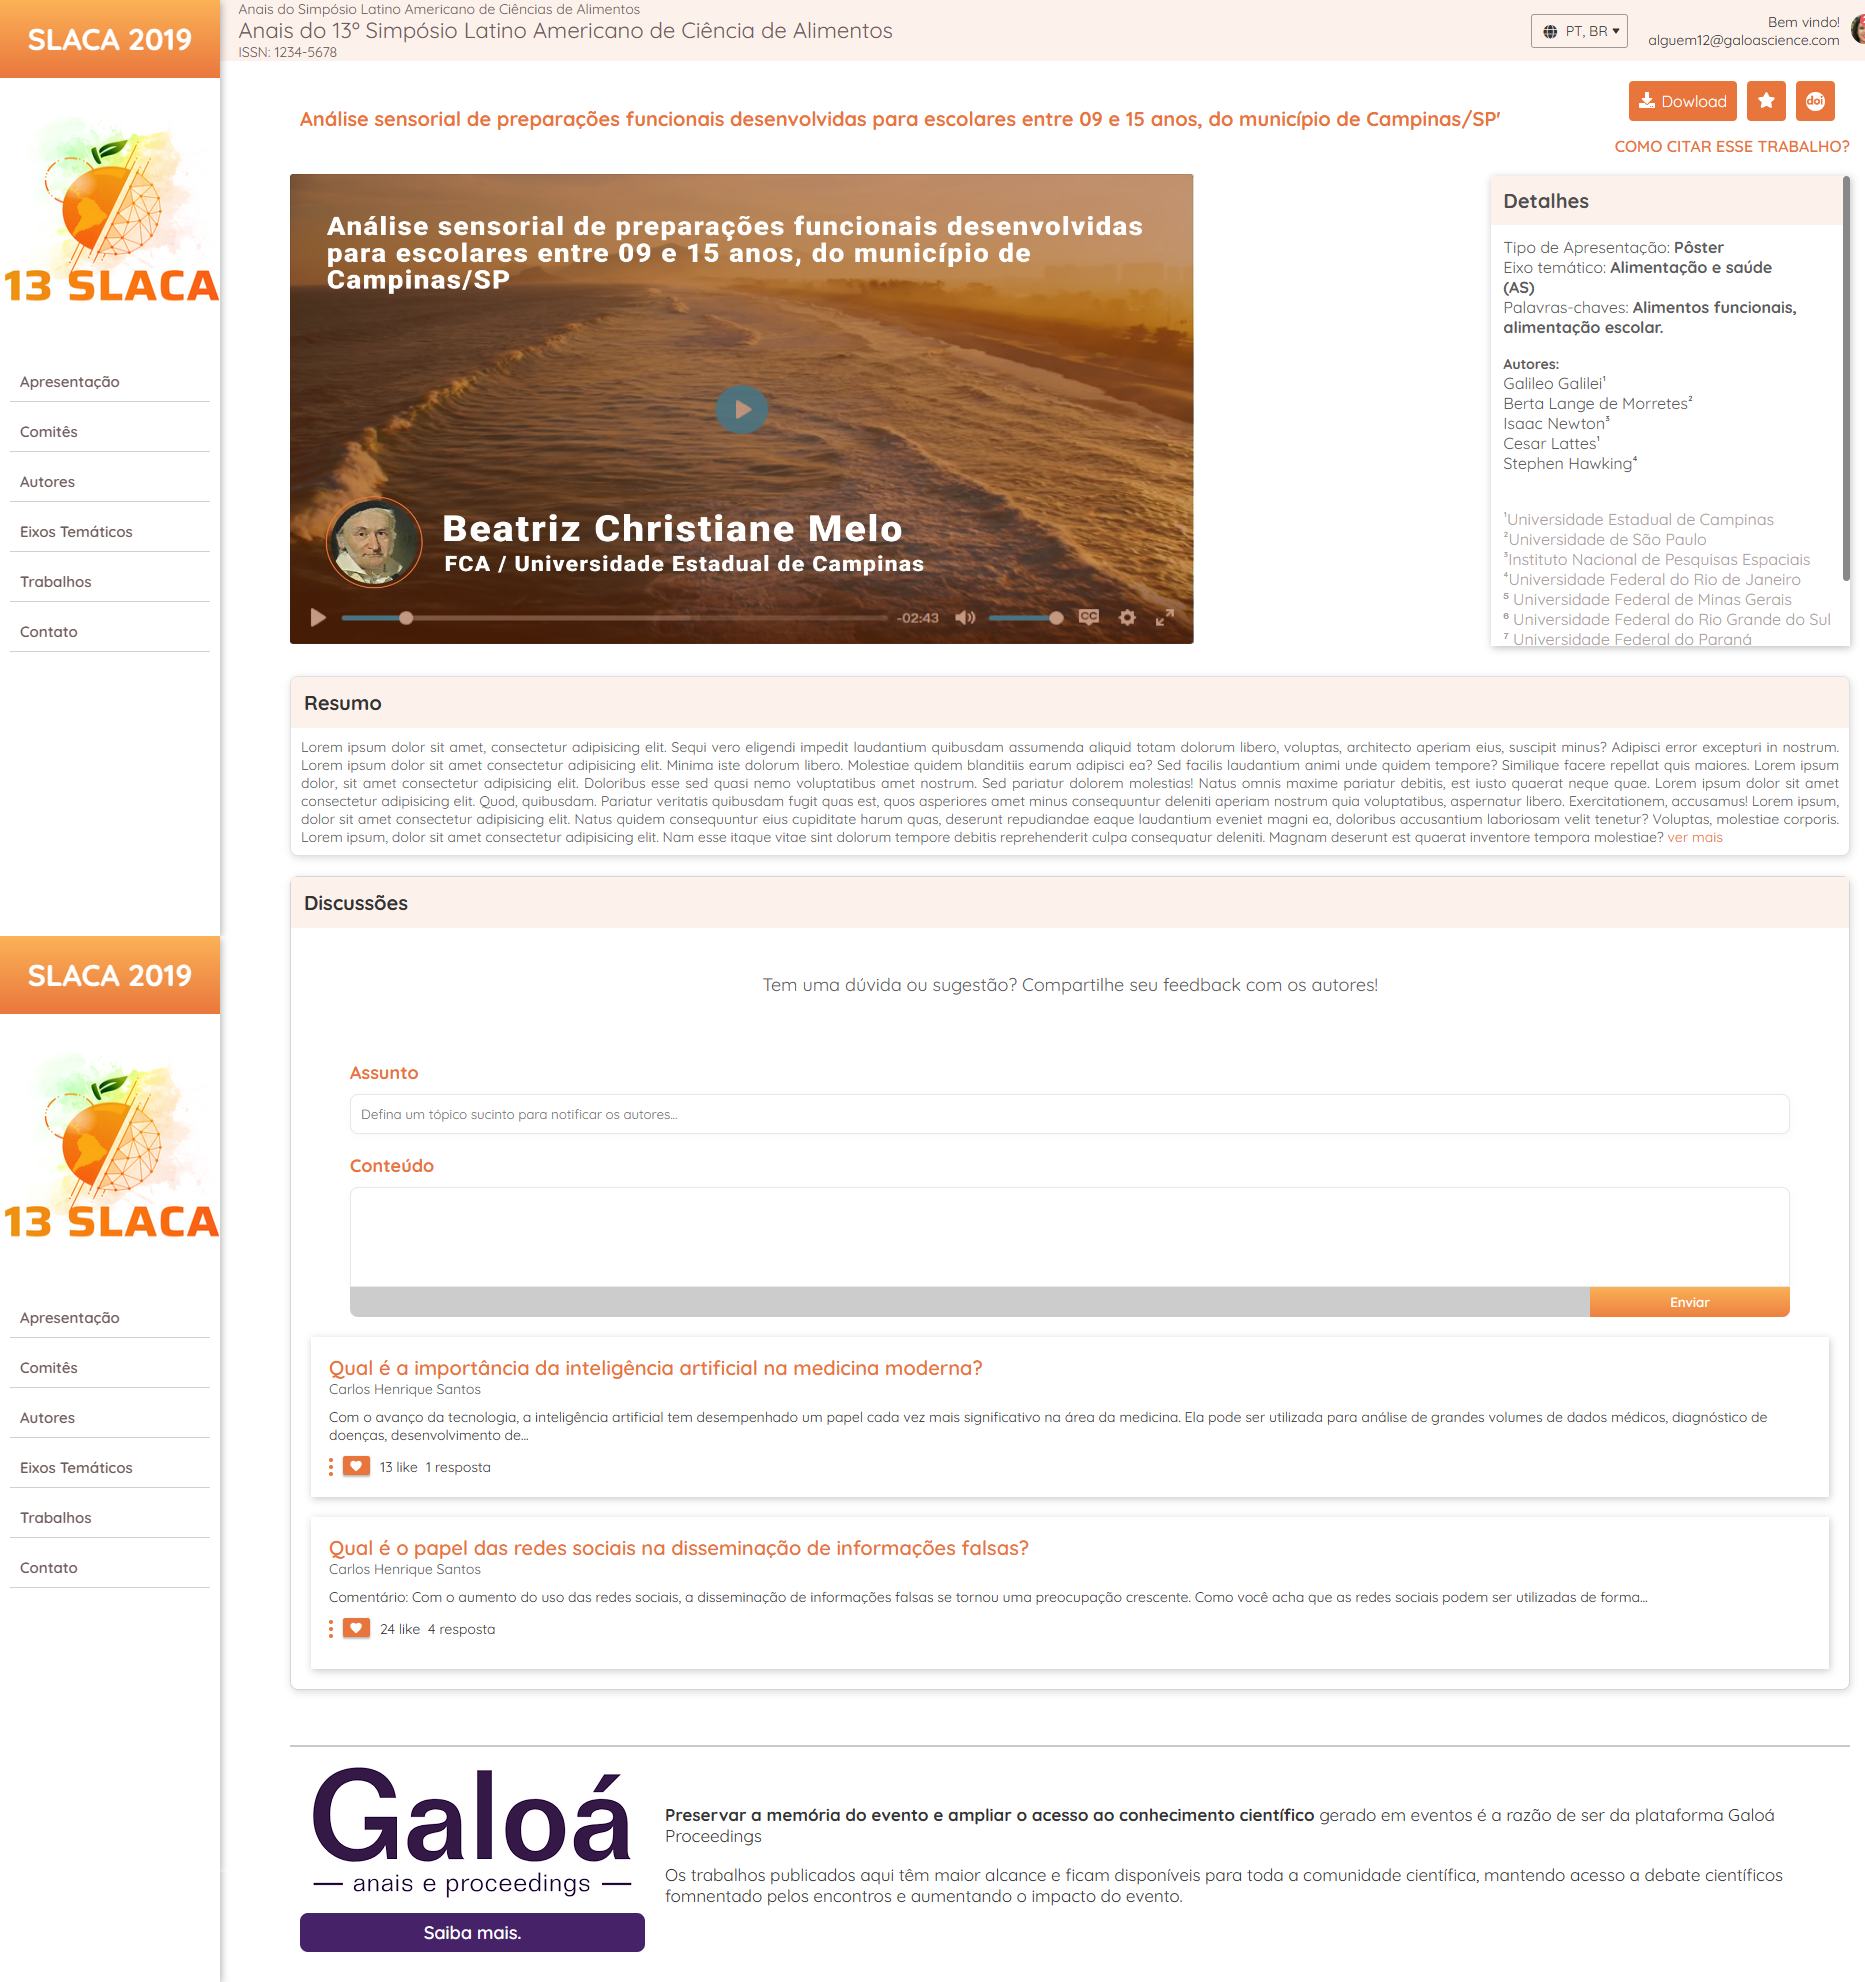 SLACA 2019
13 SLACA
Apresentação
Comitês
Autores
Eixos Temáticos
Trabalhos
Contato
Anais do Simpósio Latino Americano de Ciências de Alimentos
Anais do 13º Simpósio Latino Americano de Ciência de Alimentos
ISSN: 1234-5678
PT, BR
Bem vindo!
alguem12@galoascience.com
Análise sensorial de preparações funcionais desenvolvidas para escolares entre 09 e 15 anos, do município de Campinas/SP'
Dowload
doi
COMO CITAR ESSE TRABALHO?
Análise sensorial de preparações funcionais desenvolvidas
para escolares entre 09 e 15 anos, do município de
Campinas/SP
Beatriz Christiane Melo
FCA / Universidade Estadual de Campinas
-02:43
CC
Detalhes
Tipo de Apresentação: Pôster
Eixo temático: Alimentação e saúde
(AS)
Palavras-chaves: Alimentos funcionais,
alimentação escolar.
Autores:
Galileo Galilei¹
Berta Lange de Morretes²
Isaac Newton³
Cesar Lattes¹
Stephen Hawking⁴
¹Universidade Estadual de Campinas
²Universidade de São Paulo
³Instituto Nacional de Pesquisas Espaciais
⁴Universidade Federal do Rio de Janeiro
⁵ Universidade Federal de Minas Gerais
⁶ Universidade Federal do Rio Grande do Sul
⁷ Universidade Federal do Paraná
Resumo
Lorem ipsum dolor sit amet, consectetur adipisicing elit. Sequi vero eligendi impedit laudantium quibusdam assumenda aliquid totam dolorum libero, voluptas, architecto aperiam eius, suscipit minus? Adipisci error excepturi in nostrum.
Lorem ipsum dolor sit amet consectetur adipisicing elit. Minima iste dolorum libero. Molestiae quidem blanditiis earum adipisci ea? Sed facilis laudantium animi unde quidem tempore? Similique facere repellat quis maiores. Lorem ipsum
dolor, sit amet consectetur adipisicing elit. Doloribus esse sed quasi nemo voluptatibus amet nostrum. Sed pariatur dolorem molestias! Natus omnis maxime pariatur debitis, est iusto quaerat neque quae. Lorem ipsum dolor sit amet
consectetur adipisicing elit. Quod, quibusdam. Pariatur veritatis quibusdam fugit quas est, quos asperiores amet minus consequuntur deleniti aperiam nostrum quia voluptatibus, aspernatur libero. Exercitationem, accusamus! Lorem ipsum,
dolor sit amet consectetur adipisicing elit. Natus quidem consequuntur eius cupiditate harum quas, deserunt repudiandae eaque laudantium eveniet magni ea, doloribus accusantium laboriosam velit tenetur? Voluptas, molestiae corporis.
Lorem ipsum, dolor sit amet consectetur adipisicing elit. Nam esse itaque vitae sint dolorum tempore debitis reprehenderit culpa consequatur deleniti. Magnam deserunt est quaerat inventore tempora molestiae? ver mais
Discussões
Tem uma dúvida ou sugestão? Compartilhe seu feedback com os autores!
Assunto
Defina um tópico sucinto para notificar os autores...
Conteúdo
Enviar
Qual é a importância da inteligência artificial na medicina moderna?
Carlos Henrique Santos
Com o avanço da tecnologia, a inteligência artificial tem desempenhado um papel cada vez mais significativo na área da medicina. Ela pode ser utilizada para análise de grandes volumes de dados médicos, diagnóstico de
doenças, desenvolvimento de...
13 like 1 resposta
Qual é o papel das redes sociais na disseminação de informações falsas?
Carlos Henrique Santos
Comentário: Com o aumento do uso das redes sociais, a disseminação de informações falsas se tornou uma preocupação crescente. Como você acha que as redes sociais podem ser utilizadas de forma...
24 like 4 resposta
SLACA 2019
13 SLACA
Apresentação
Comitês
Autores
Eixos Temáticos
Trabalhos
Contato
Galoá
anais e proceedings
Saiba mais.
Preservar a memória do evento e ampliar o acesso ao conhecimento científico gerado em eventos é a razão de ser da plataforma Galoá
Proceedings
Os trabalhos publicados aqui têm maior alcance e ficam disponíveis para toda a comunidade científica, mantendo acesso a debate científicos
fomnentado pelos encontros e aumentando o impacto do evento.